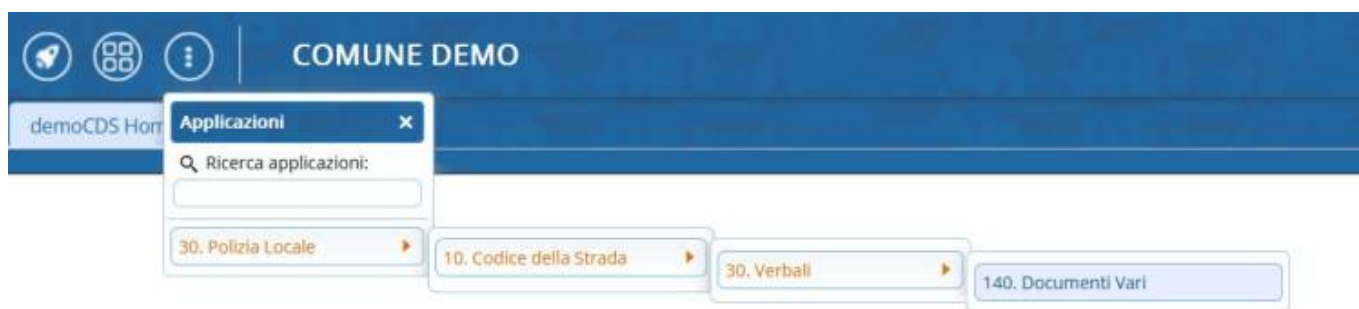 COMUNE DEMO
demoCDS Hom
Applicazioni
Ricerca applicazioni:
30. Polizia Locale
10. Codice della Strada
30. Verbali
140. Documenti Vari